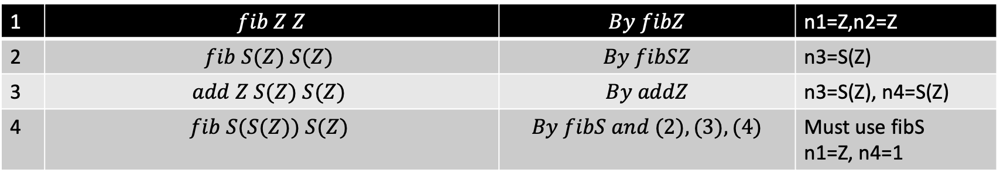 1 fib Z Z By fibZ n1=Z,n2=Z
2 fib S(Z) S(Z) By fibSZ n3=S(Z)
3 add Z S(Z) S(Z) By addZ n3=S(Z), n4=S(Z)
4 fib S(S(Z)) S(Z) By fibS and (2), (3), (4) Must use fibS
n1=Z, n4=1